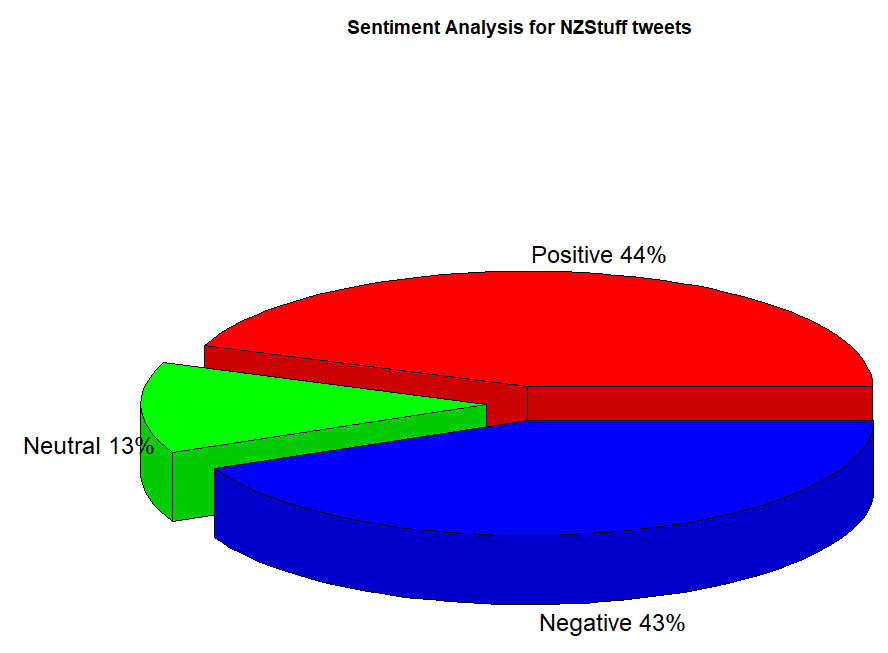 Sentiment Analysis for NZStuff tweets
Positive 44%
Neutral 13%
Negative 43%